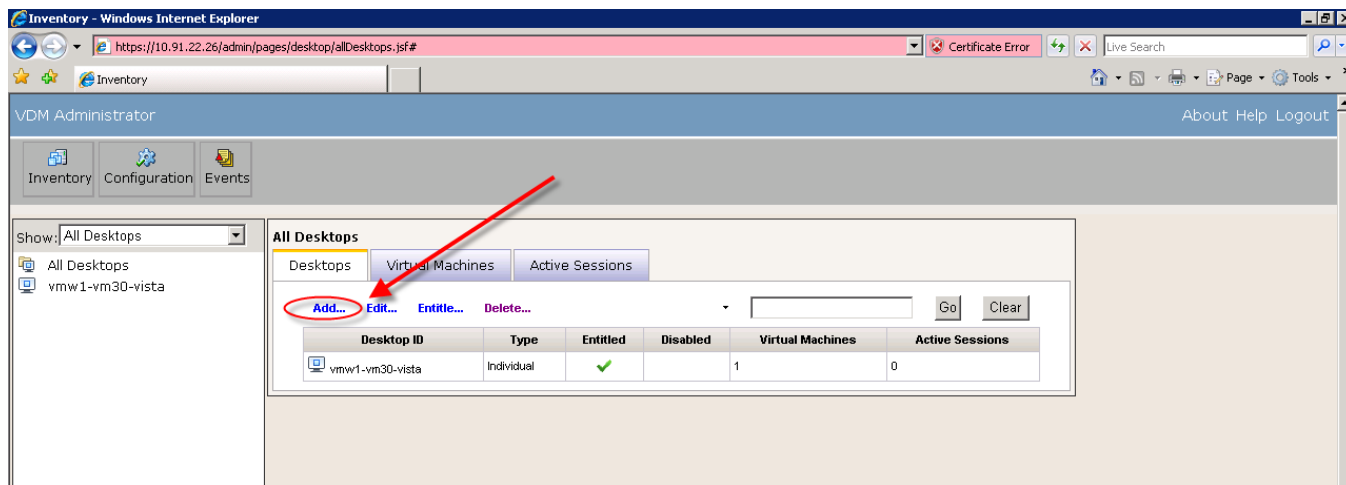 Inventory - Windows Internet Explorer
https://10.91.22.26/admin/pages/desktop/allDesktops.jsf#
Certificate Error
Live Search
Inventory
Page
Tools
VDM Administrator
About Help Logout
Inventory Configuration Events
Show: All Desktops
All Desktops
vmw1-vm30-vista
All Desktops
Desktops Virtual Machines Active Sessions
Add... Edit... Entitle... Delete... Go Clear
Desktop ID Type Entitled Disabled Virtual Machines Active Sessions
vmw1-vm30-vista Individual 1 0